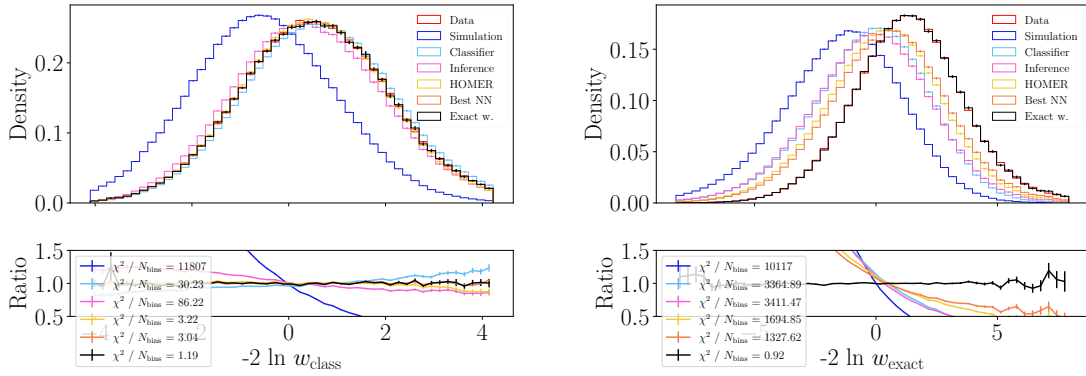 Density
0.2
0.1
0.0
Data
Simulation
Classifier
Inference
HOMER
Best NN
Exact w.
Ratio
1.5
1.0
0.5
χ² / N_bins = 11807
χ² / N_bins = 30.23
χ² / N_bins = 86.22
χ² / N_bins = 3.22
χ² / N_bins = 3.04
χ² / N_bins = 1.19
−4 −2 0 2 4
-2 ln w_class
Density
0.15
0.10
0.05
0.00
Data
Simulation
Classifier
Inference
HOMER
Best NN
Exact w.
Ratio
1.5
1.0
0.5
χ² / N_bins = 10117
χ² / N_bins = 3364.89
χ² / N_bins = 3411.47
χ² / N_bins = 1694.85
χ² / N_bins = 1327.62
χ² / N_bins = 0.92
−5 0 5
-2 ln w_exact